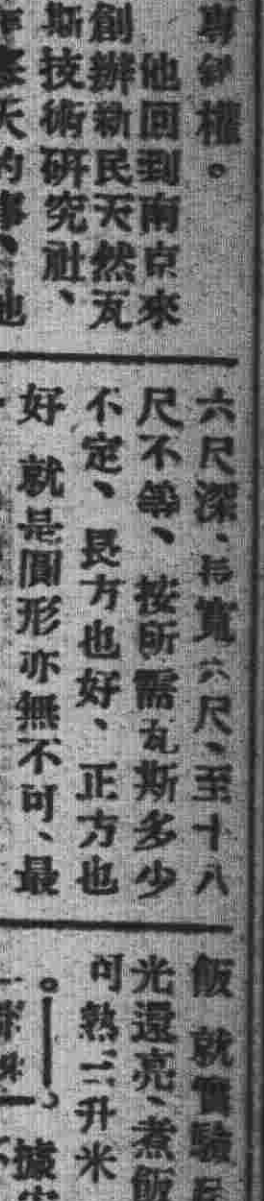 專利權。
他回到南京來
創辦新民天然瓦
斯技術研究社、
六尺深、長寬六尺、至十八
尺不等、按所需瓦斯多少
不定、長方也好、正方也
好 就是圓形亦無不可、最
飯 就實驗
光還亮、煮飯
可熟三升米
據